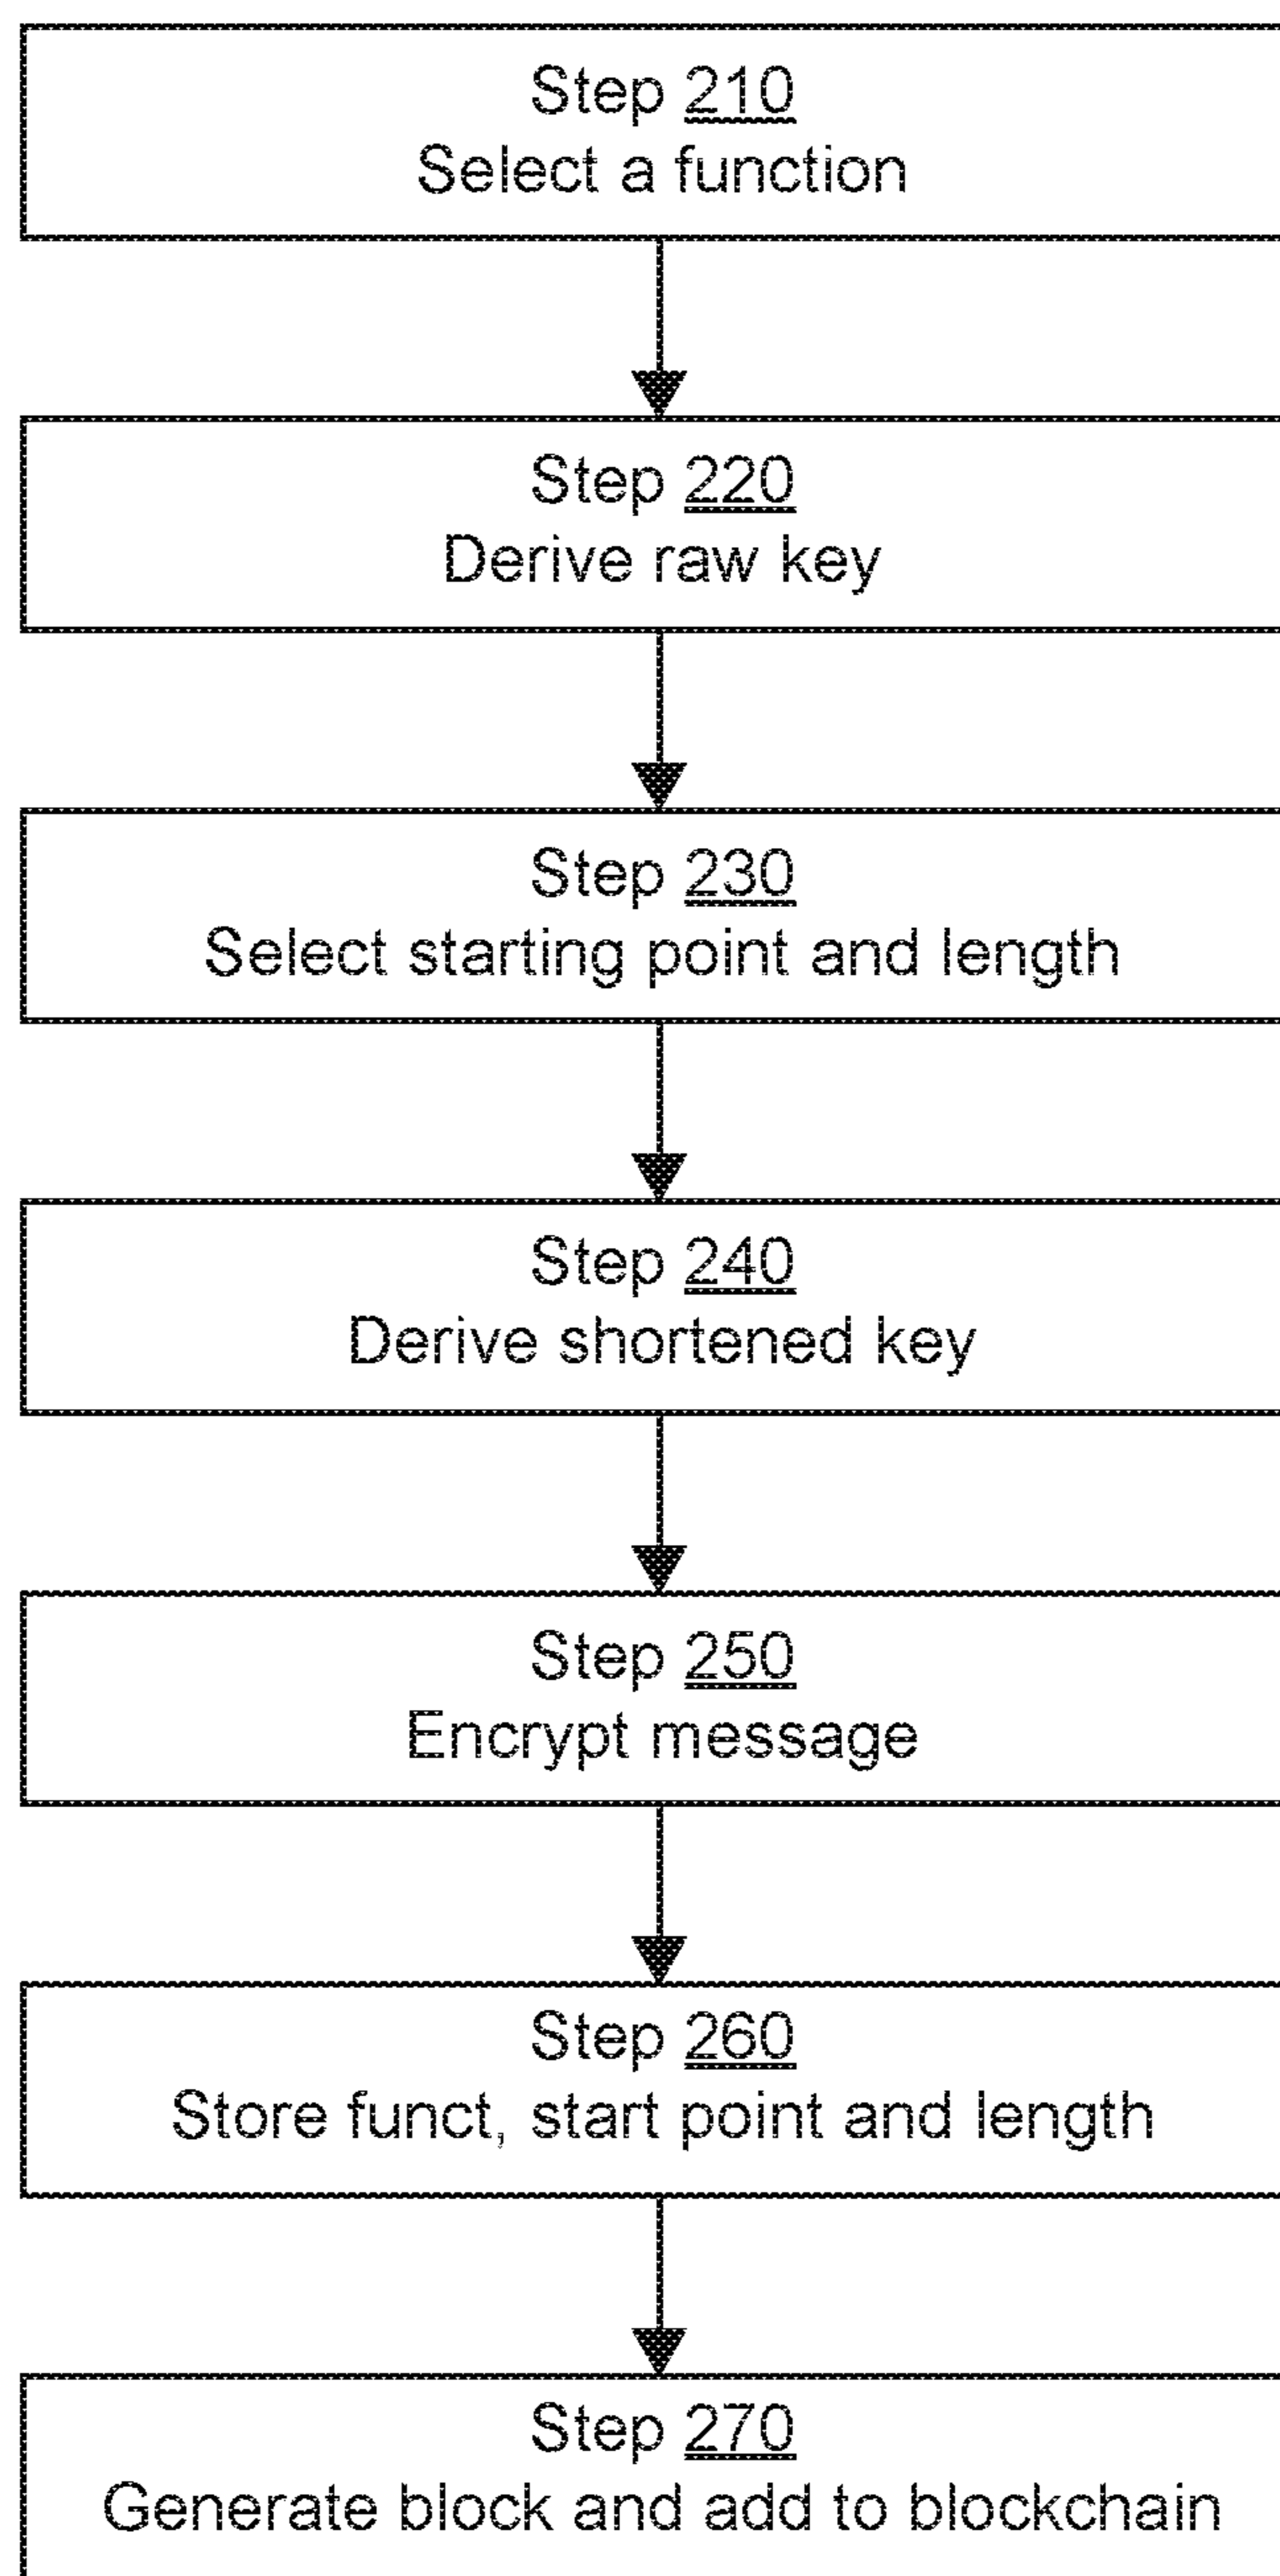 Step 210
Select a function
Step 220
Derive raw key
Step 230
Select starting point and length
Step 240
Derive shortened key
Step 250
Encrypt message
Step 260
Store funct, start point and length
Step 270
Generate block and add to blockchain